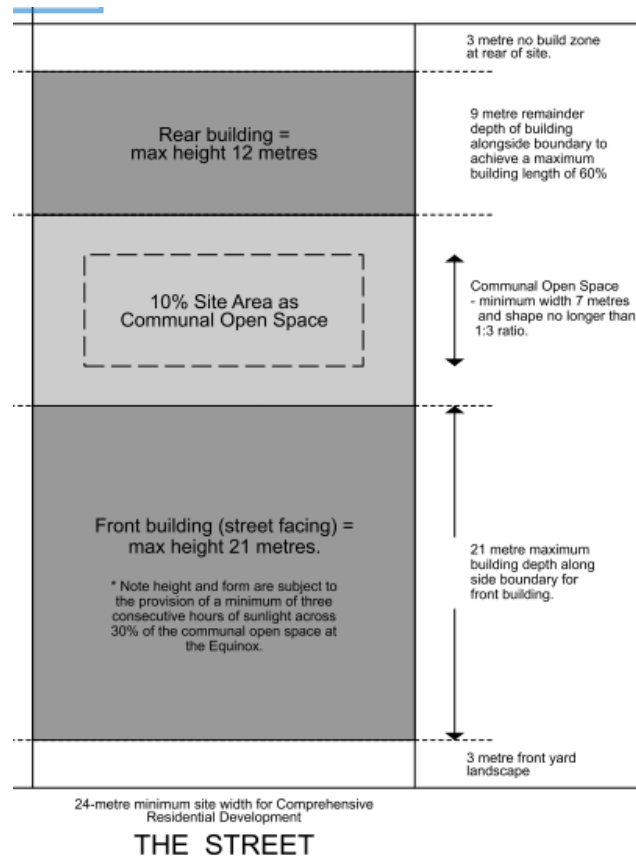 3 metre no build zone
at rear of site.
Rear building =
max height 12 metres
9 metre remainder
depth of building
alongside boundary to
achieve a maximum
building length of 60%
10% Site Area as
Communal Open Space
Communal Open Space
- minimum width 7 metres
and shape no longer than
1:3 ratio.
Front building (street facing) =
max height 21 metres.
* Note height and form are subject to
the provision of a minimum of three
consecutive hours of sunlight across
30% of the communal open space at
the Equinox.
21 metre maximum
building depth along
side boundary for
front building.
3 metre front yard
landscape
24-metre minimum site width for Comprehensive
Residential Development
THE STREET